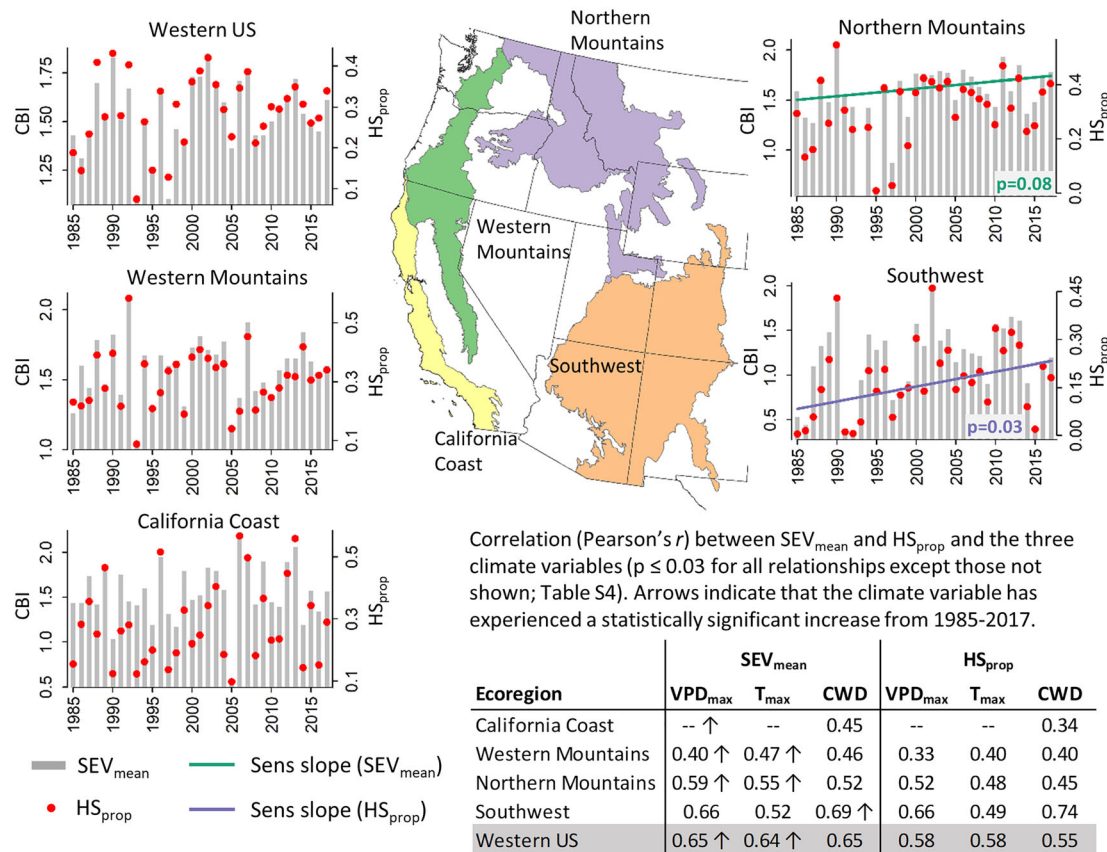 Western US
CBI
1.75
1.50
1.25
0.4
0.3
0.2
0.1
HSprop
1985
1990
1995
2000
2005
2010
2015
Western Mountains
CBI
2.0
1.5
1.0
0.5
0.3
0.1
HSprop
1985
1990
1995
2000
2005
2010
2015
California Coast
CBI
2.0
1.5
1.0
0.5
0.5
0.3
0.1
HSprop
1985
1990
1995
2000
2005
2010
2015
SEVmean
HSprop
Sens slope (SEVmean)
Sens slope (HSprop)
Northern
Mountains
Western
Mountains
Southwest
California
Coast
Northern Mountains
CBI
2.0
1.5
1.0
0.4
0.2
0.0
HSprop
p=0.08
1985
1990
1995
2000
2005
2010
2015
Southwest
CBI
2.0
1.5
1.0
0.5
0.45
0.30
0.15
0.00
HSprop
p=0.03
1985
1990
1995
2000
2005
2010
2015
Correlation (Pearson's r) between SEVmean and HSprop and the three
climate variables (p ≤ 0.03 for all relationships except those not
shown; Table S4). Arrows indicate that the climate variable has
experienced a statistically significant increase from 1985-2017.
SEVmean HSprop
Ecoregion VPDmax Tmax CWD VPDmax Tmax CWD
California Coast -- ↑ -- 0.45 -- -- 0.34
Western Mountains 0.40 ↑ 0.47 ↑ 0.46 0.33 0.40 0.40
Northern Mountains 0.59 ↑ 0.55 ↑ 0.52 0.52 0.48 0.45
Southwest 0.66 0.52 0.69 ↑ 0.66 0.49 0.74
Western US 0.65 ↑ 0.64 ↑ 0.65 0.58 0.58 0.55